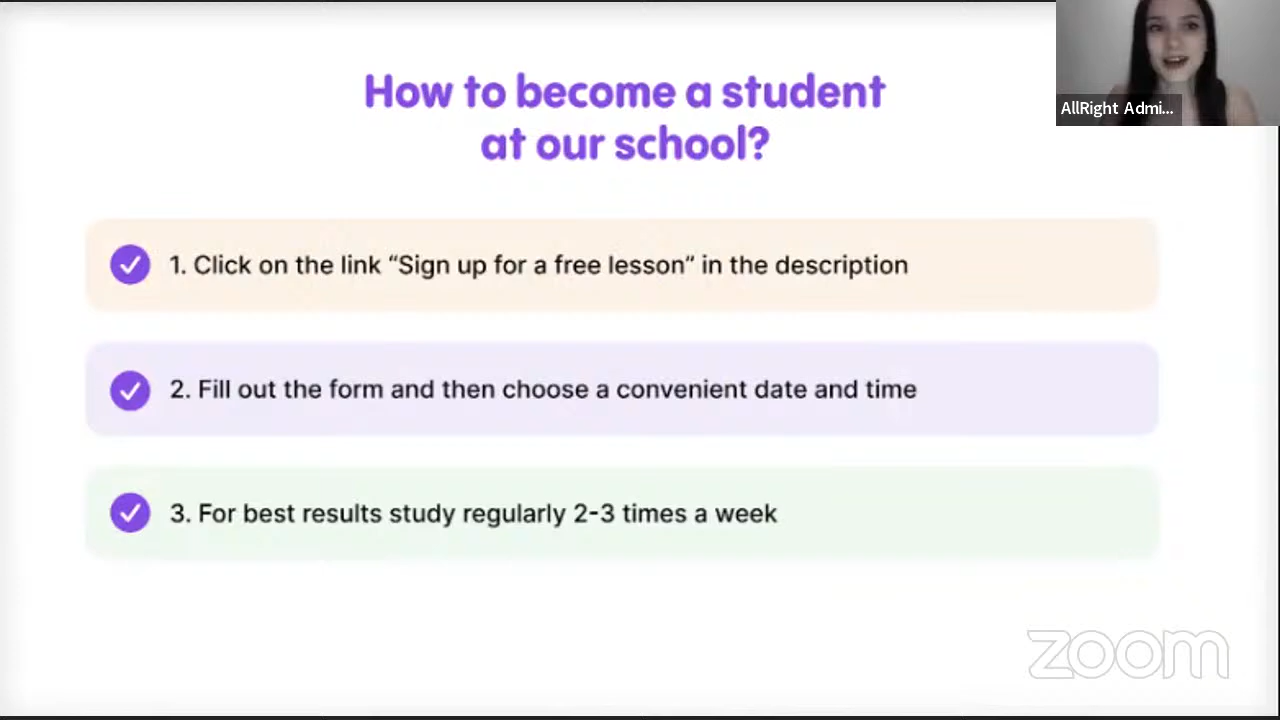 How to become a student
at our school?
AllRight Admi...
1. Click on the link “Sign up for a free lesson” in the description
2. Fill out the form and then choose a convenient date and time
3. For best results study regularly 2-3 times a week
zoom